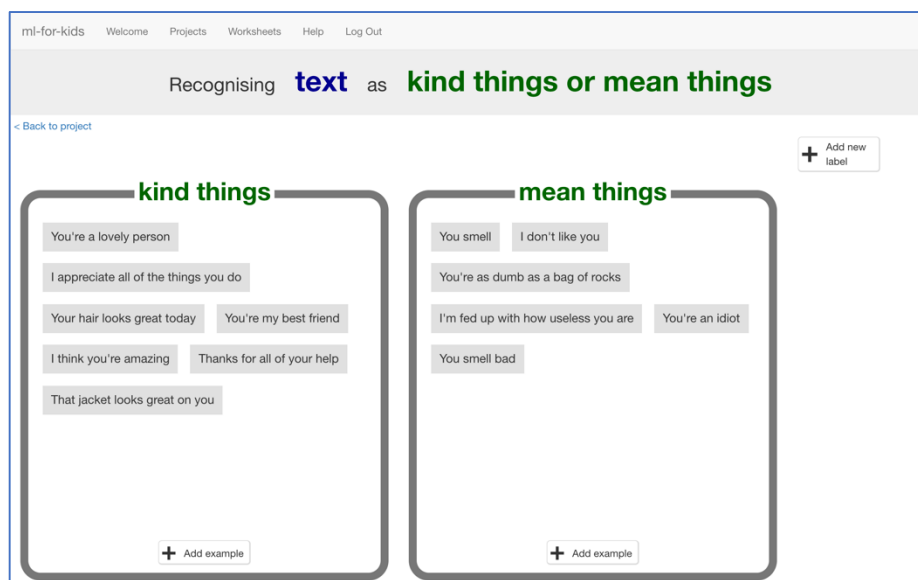 ml-for-kids Welcome Projects Worksheets Help Log Out
Recognising text as kind things or mean things
< Back to project
Add new
label
kind things
You're a lovely person
I appreciate all of the things you do
Your hair looks great today You're my best friend
I think you're amazing Thanks for all of your help
That jacket looks great on you
Add example
mean things
You smell I don't like you
You're as dumb as a bag of rocks
I'm fed up with how useless you are You're an idiot
You smell bad
Add example